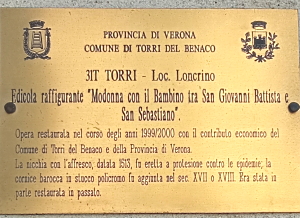 PROVINCIA DI VERONA
COMUNE DI TORRI DEL BENACO
31T TORRI - Loc. Loncrino
Edicola raffigurante "Modonna con il Bambino tra San Giovanni Battista e
San Sebastiano".
Opera restaurata nel corso degli anni 1999/2000 con il contributo economico del
Comune di Torri del Benaco e della Provincia di Verona.
La nicchia con l'affresco, datata 1513, fu eretta a protezione contro le epidemie; la
cornice barocca in stucco policromo fu aggiunta nel sec. XVII o XVIII. Era stata in
parte restaurata in passato.